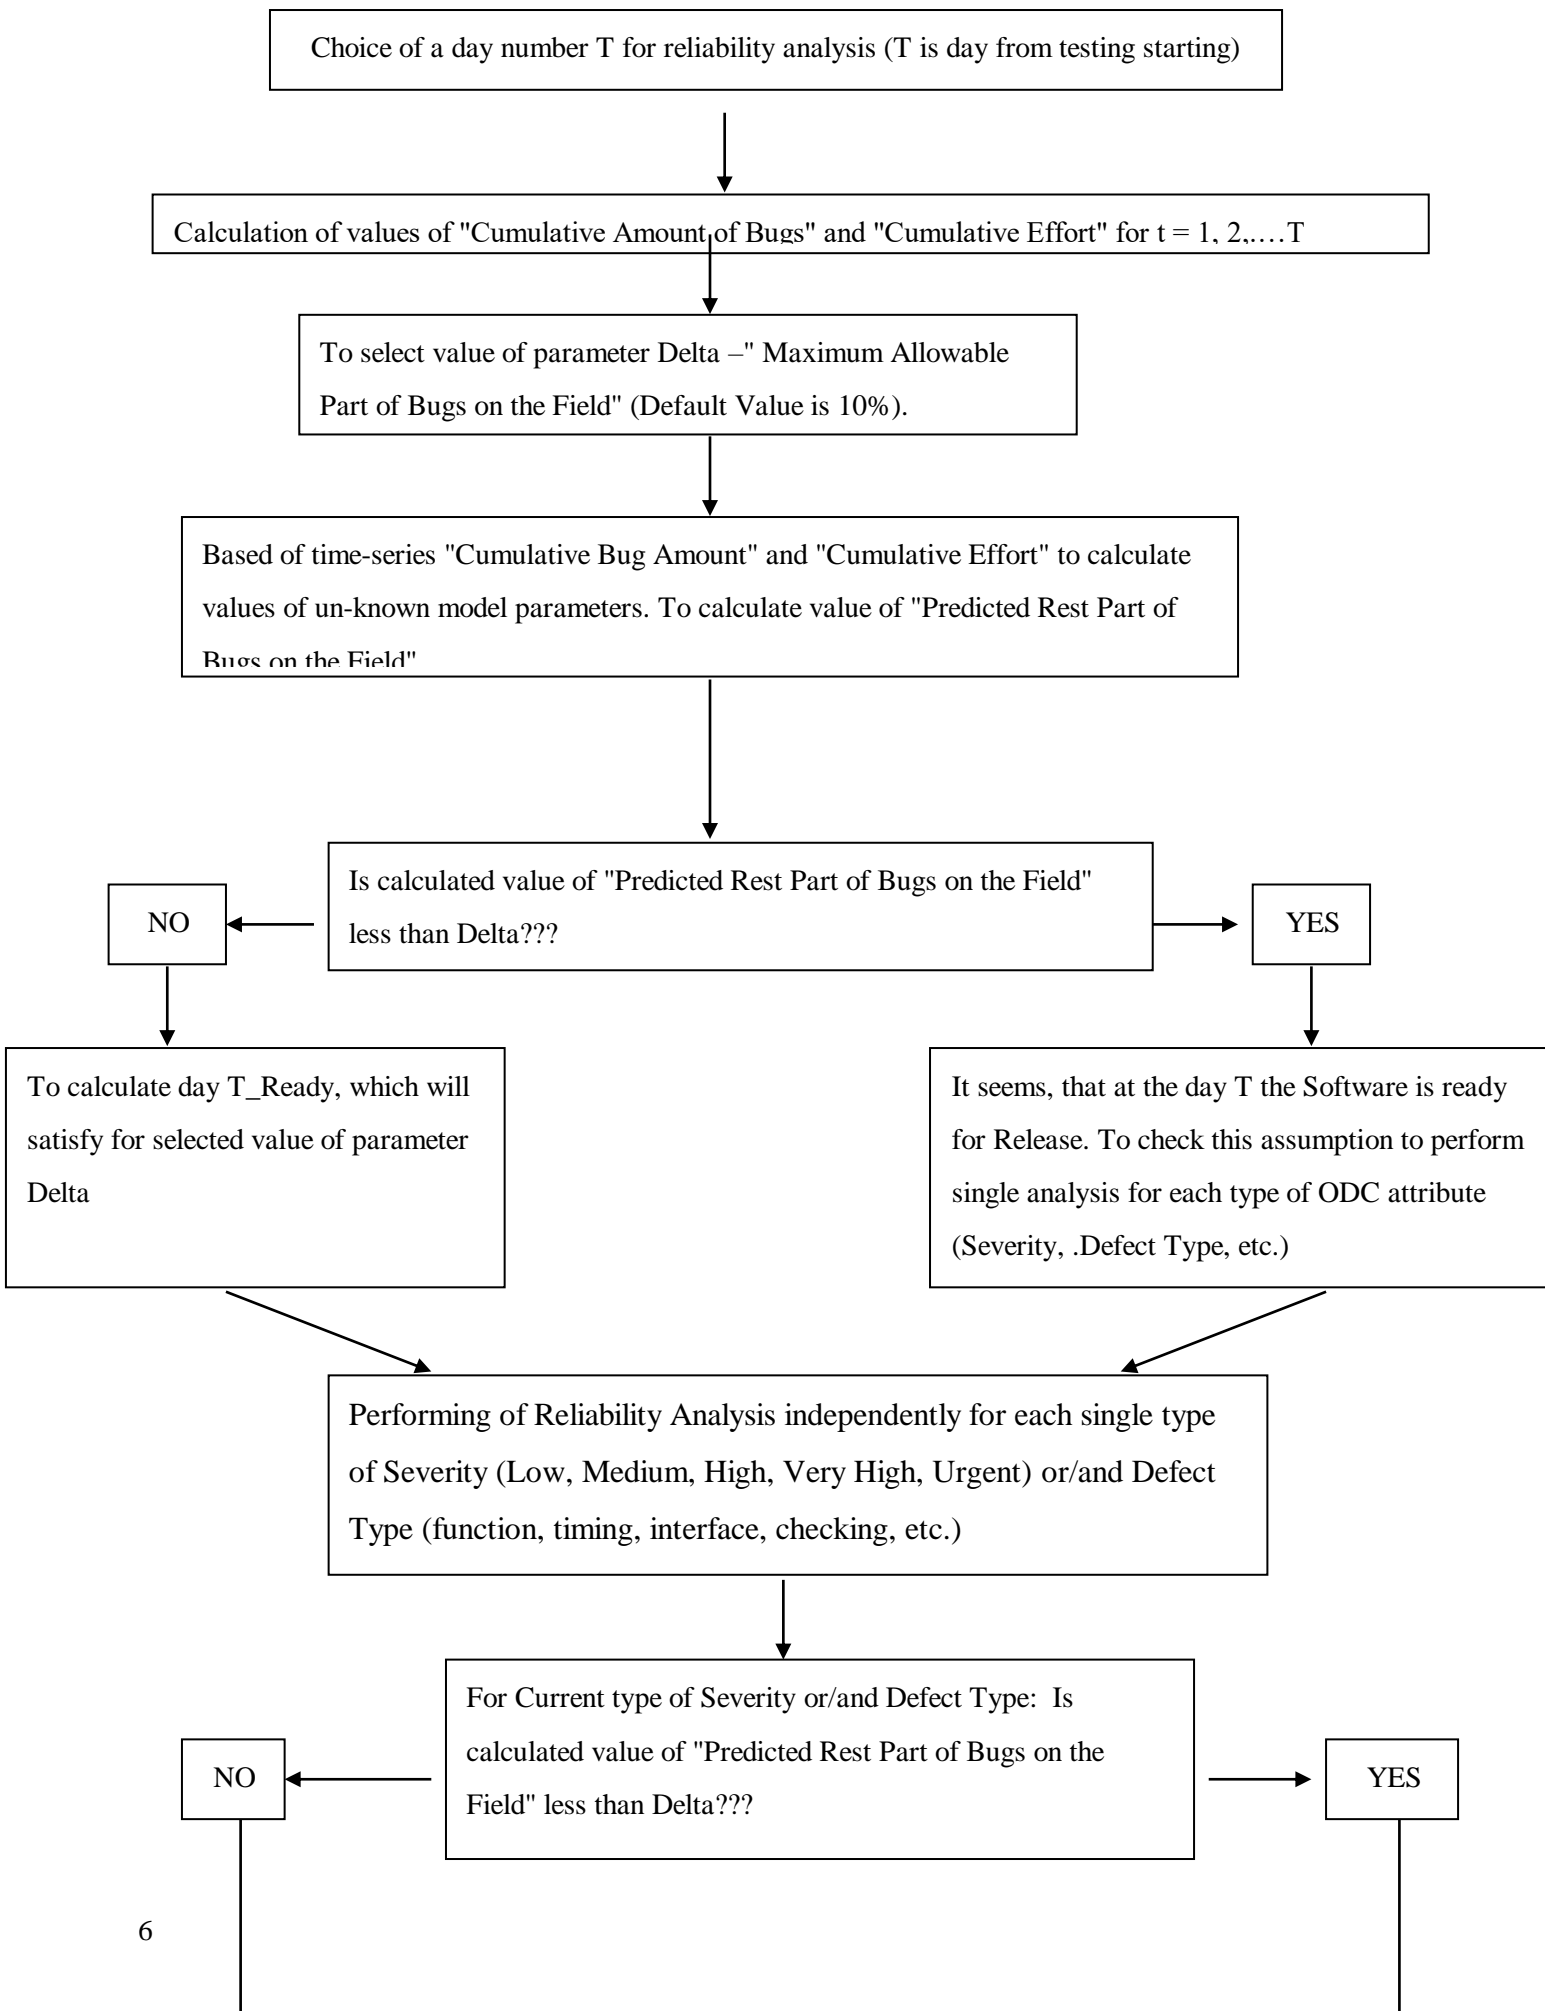 Choice of a day number T for reliability analysis (T is day from testing starting)
Calculation of values of "Cumulative Amount of Bugs" and "Cumulative Effort" for t = 1, 2,.…T
To select value of parameter Delta –" Maximum Allowable
Part of Bugs on the Field" (Default Value is 10%).
Based of time-series "Cumulative Bug Amount" and "Cumulative Effort" to calculate
values of un-known model parameters. To calculate value of "Predicted Rest Part of
Bugs on the Field"
Is calculated value of "Predicted Rest Part of Bugs on the Field"
less than Delta???
NO
YES
To calculate day T_Ready, which will
satisfy for selected value of parameter
Delta
It seems, that at the day T the Software is ready
for Release. To check this assumption to perform
single analysis for each type of ODC attribute
(Severity, .Defect Type, etc.)
Performing of Reliability Analysis independently for each single type
of Severity (Low, Medium, High, Very High, Urgent) or/and Defect
Type (function, timing, interface, checking, etc.)
For Current type of Severity or/and Defect Type:  Is
calculated value of "Predicted Rest Part of Bugs on the
Field" less than Delta???
NO
YES
6